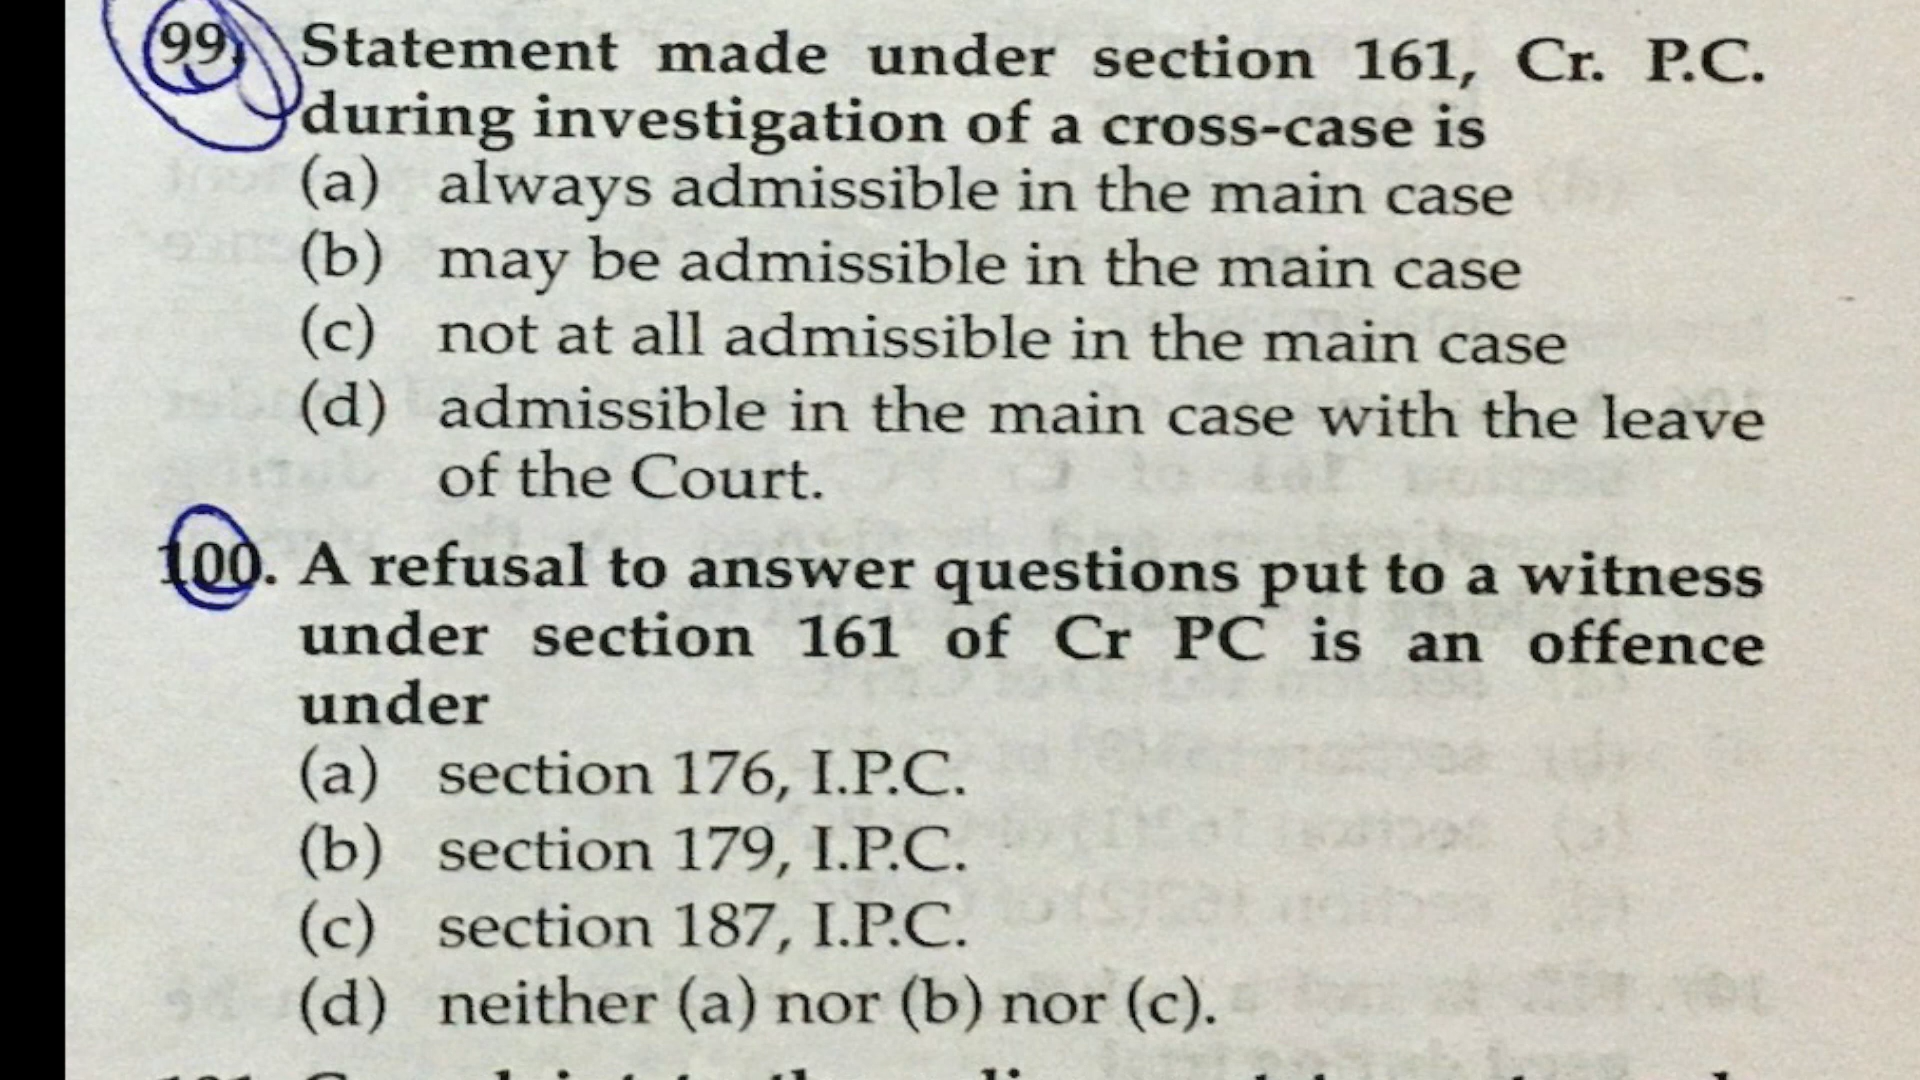 99. Statement made under section 161, Cr. P.C.
during investigation of a cross-case is
(a) always admissible in the main case
(b) may be admissible in the main case
(c) not at all admissible in the main case
(d) admissible in the main case with the leave
of the Court.
100. A refusal to answer questions put to a witness
under section 161 of Cr PC is an offence
under
(a) section 176, I.P.C.
(b) section 179, I.P.C.
(c) section 187, I.P.C.
(d) neither (a) nor (b) nor (c).